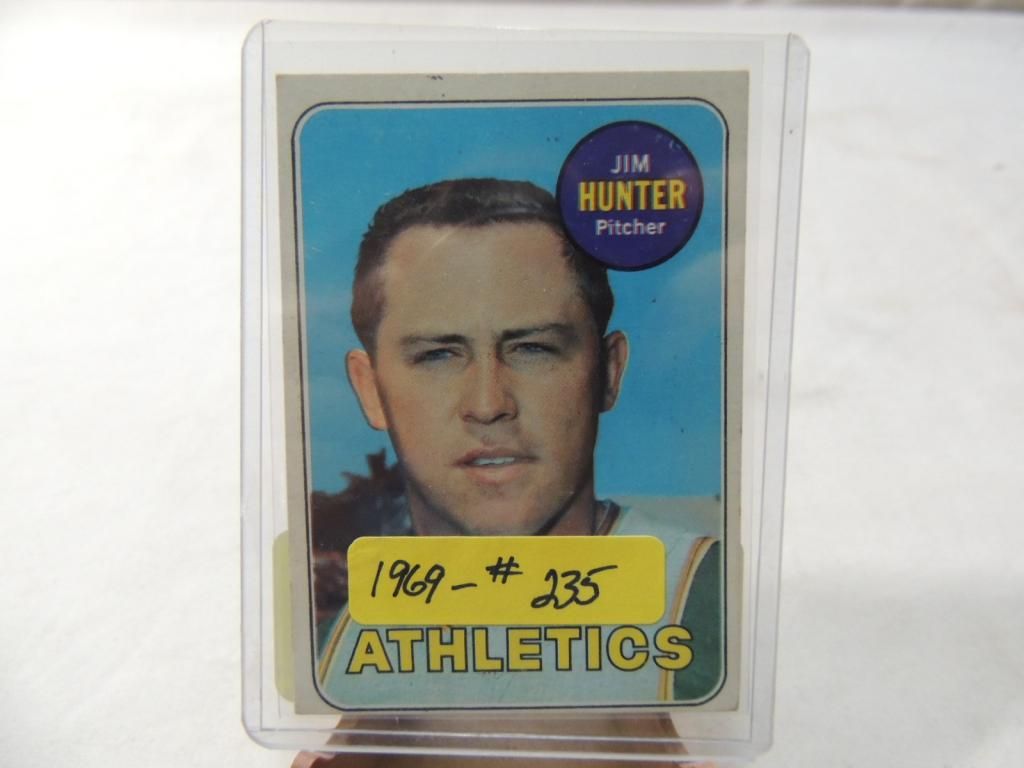 JIM
HUNTER
Pitcher
1969 - # 235
ATHLETICS